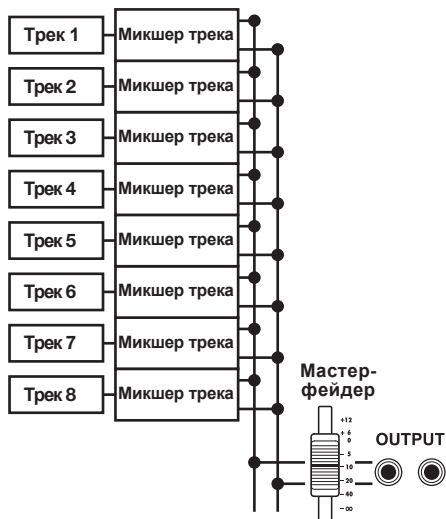 Трек 1 Микшер трека
Трек 2 Микшер трека
Трек 3 Микшер трека
Трек 4 Микшер трека
Трек 5 Микшер трека
Трек 6 Микшер трека
Трек 7 Микшер трека
Трек 8 Микшер трека
Мастер-
фейдер
OUTPUT
+12
+ 6
0
5
10
20
40
∞